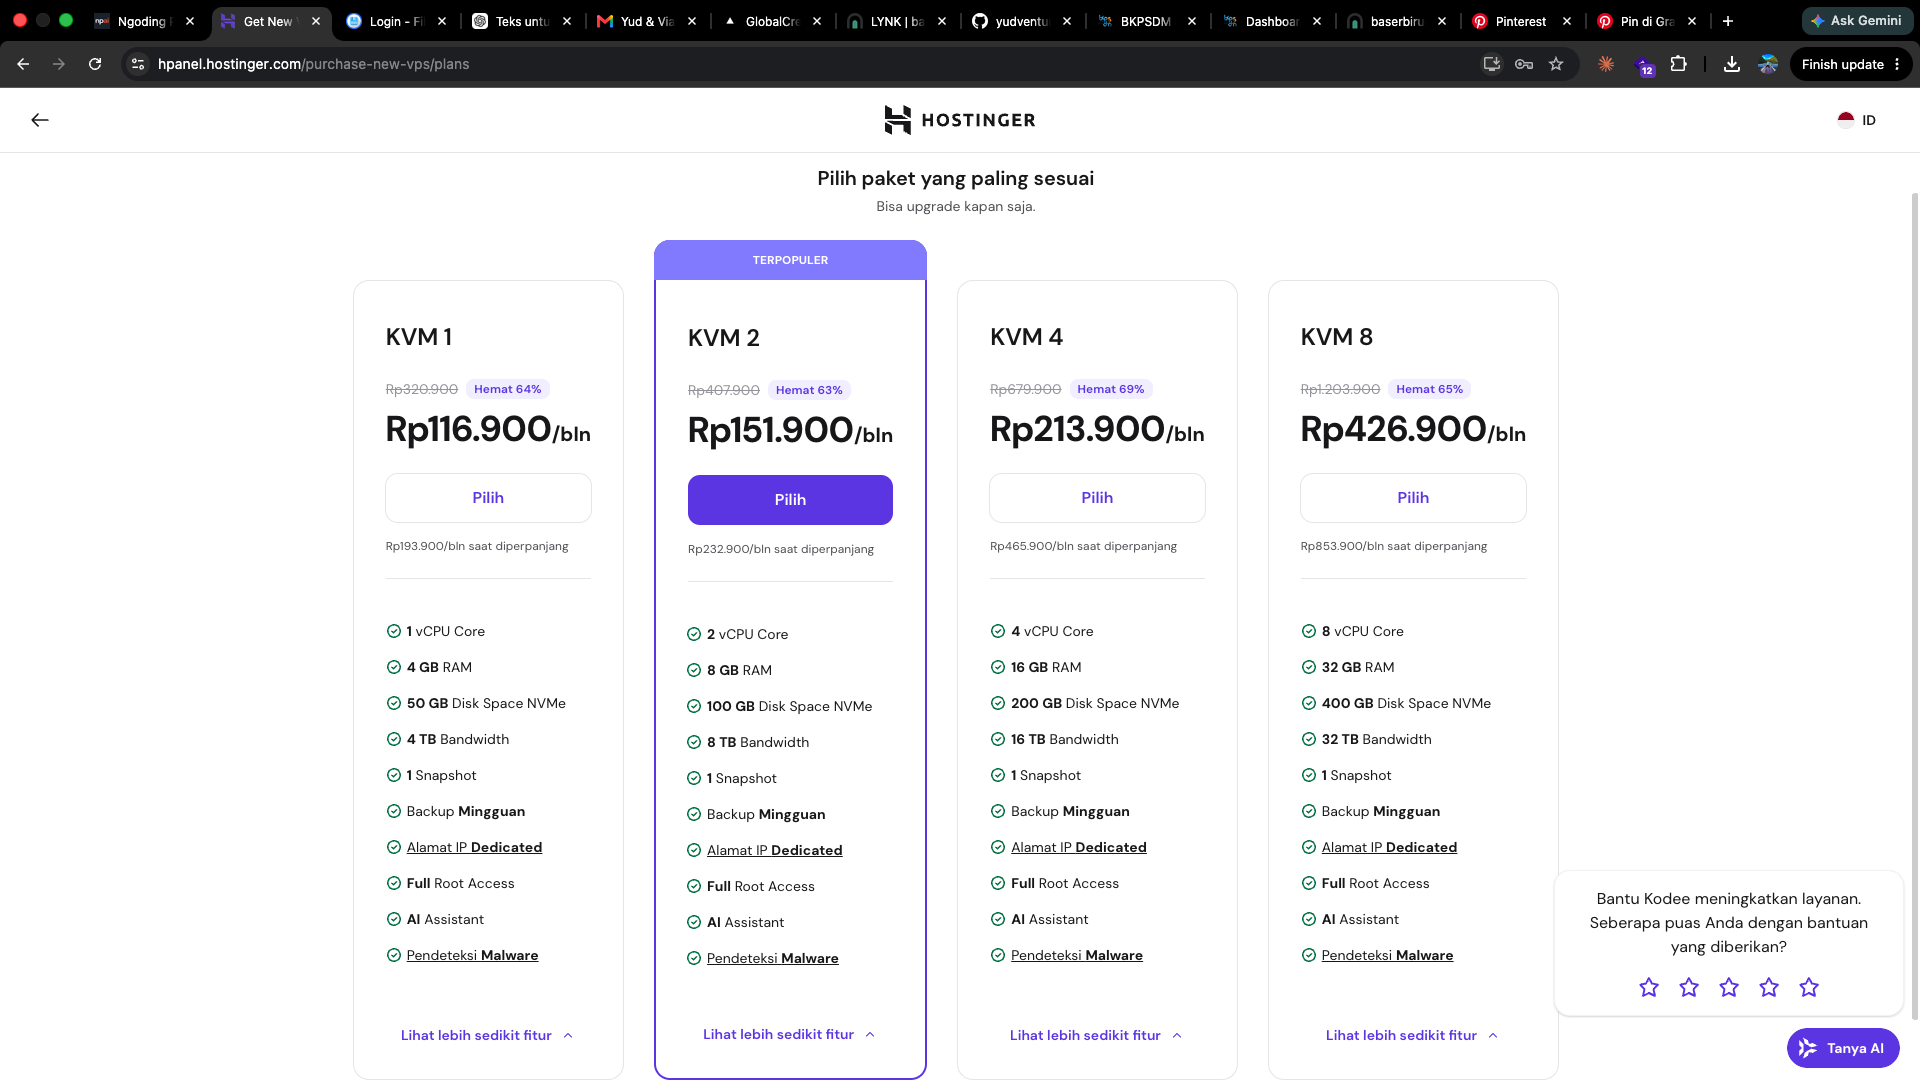 Ngoding
Get New
Login - Fi
Teks untu
Yud & Via
GlobalCre
LYNK | ba
yudventu
BKPSDM
Dashboar
baserbiru
Pinterest
Pin di Gra
Ask Gemini
hpanel.hostinger.com/purchase-new-vps/plans
12
Finish update
HOSTINGER
ID
Pilih paket yang paling sesuai
Bisa upgrade kapan saja.
KVM 1
Rp320.900 Hemat 64%
Rp116.900/bln
Pilih
Rp193.900/bln saat diperpanjang
1 vCPU Core
4 GB RAM
50 GB Disk Space NVMe
4 TB Bandwidth
1 Snapshot
Backup Mingguan
Alamat IP Dedicated
Full Root Access
AI Assistant
Pendeteksi Malware
Lihat lebih sedikit fitur
TERPOPULER
KVM 2
Rp407.900 Hemat 63%
Rp151.900/bln
Pilih
Rp232.900/bln saat diperpanjang
2 vCPU Core
8 GB RAM
100 GB Disk Space NVMe
8 TB Bandwidth
1 Snapshot
Backup Mingguan
Alamat IP Dedicated
Full Root Access
AI Assistant
Pendeteksi Malware
Lihat lebih sedikit fitur
KVM 4
Rp679.900 Hemat 69%
Rp213.900/bln
Pilih
Rp465.900/bln saat diperpanjang
4 vCPU Core
16 GB RAM
200 GB Disk Space NVMe
16 TB Bandwidth
1 Snapshot
Backup Mingguan
Alamat IP Dedicated
Full Root Access
AI Assistant
Pendeteksi Malware
Lihat lebih sedikit fitur
KVM 8
Rp1.203.900 Hemat 65%
Rp426.900/bln
Pilih
Rp853.900/bln saat diperpanjang
8 vCPU Core
32 GB RAM
400 GB Disk Space NVMe
32 TB Bandwidth
1 Snapshot
Backup Mingguan
Alamat IP Dedicated
Full Root Access
AI Assistant
Pendeteksi Malware
Lihat lebih sedikit fitur
Bantu Kodee meningkatkan layanan.
Seberapa puas Anda dengan bantuan
yang diberikan?
Tanya AI